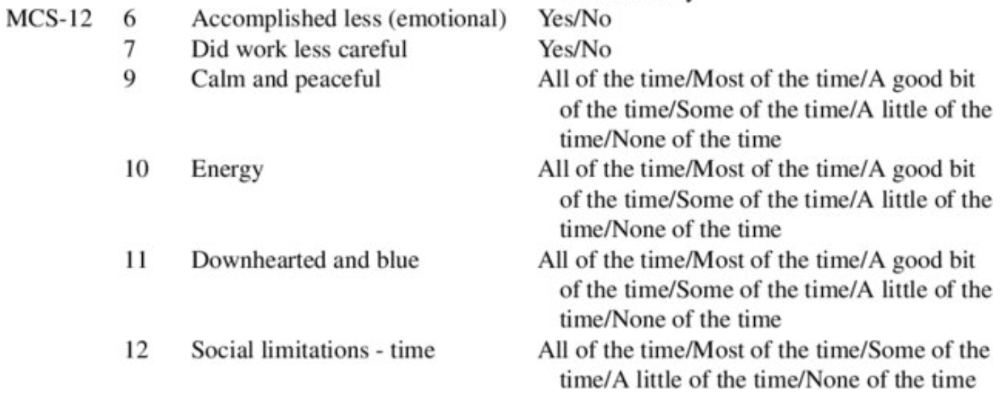 MCS-12 6 Accomplished less (emotional) Yes/No
7 Did work less careful Yes/No
9 Calm and peaceful All of the time/Most of the time/A good bit
of the time/Some of the time/A little of the
time/None of the time
10 Energy All of the time/Most of the time/A good bit
of the time/Some of the time/A little of the
time/None of the time
11 Downhearted and blue All of the time/Most of the time/A good bit
of the time/Some of the time/A little of the
time/None of the time
12 Social limitations - time All of the time/Most of the time/Some of the
time/A little of the time/None of the time